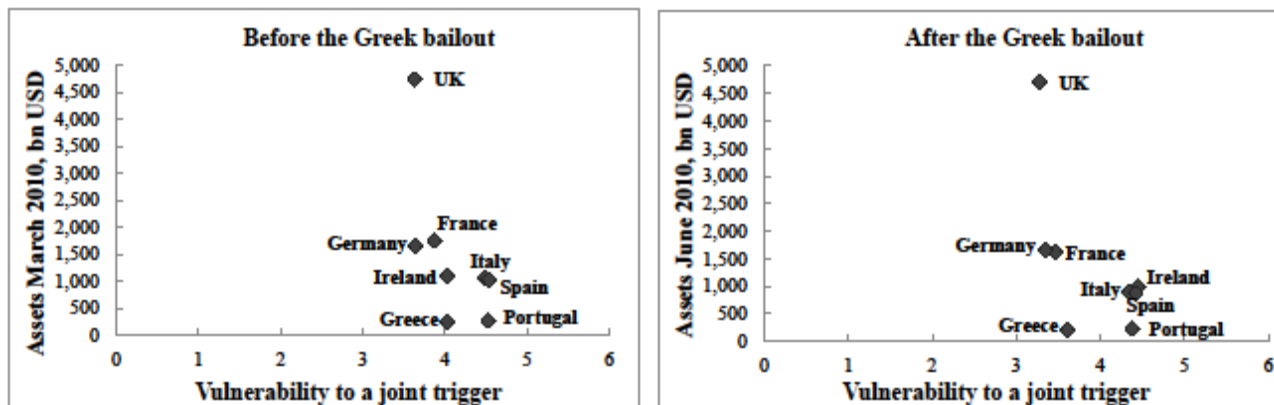 Before the Greek bailout
Assets March 2010, bn USD
5,000
4,500
4,000
3,500
3,000
2,500
2,000
1,500
1,000
500
0
UK
France
Germany
Italy
Ireland
Spain
Greece
Portugal
0 1 2 3 4 5 6
Vulnerability to a joint trigger
After the Greek bailout
Assets June 2010, bn USD
5,000
4,500
4,000
3,500
3,000
2,500
2,000
1,500
1,000
500
0
UK
Germany
France
Ireland
Italy
Spain
Greece
Portugal
0 1 2 3 4 5 6
Vulnerability to a joint trigger